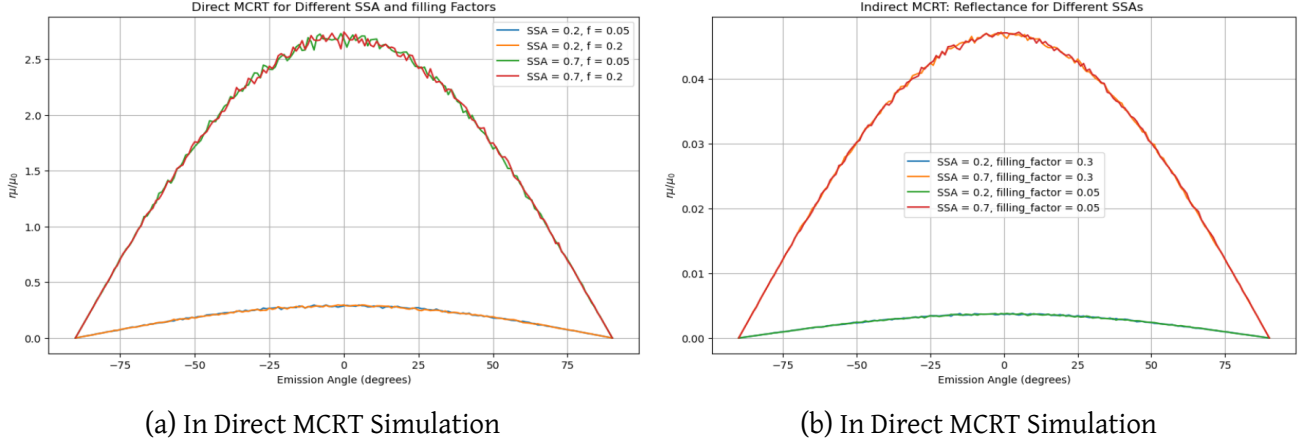 Direct MCRT for Different SSA and filling Factors
SSA = 0.2, f = 0.05
SSA = 0.2, f = 0.2
SSA = 0.7, f = 0.05
SSA = 0.7, f = 0.2
ημ/μ₀
2.5
2.0
1.5
1.0
0.5
0.0
−75 −50 −25 0 25 50 75
Emission Angle (degrees)
(a) In Direct MCRT Simulation
Indirect MCRT: Reflectance for Different SSAs
SSA = 0.2, filling_factor = 0.3
SSA = 0.7, filling_factor = 0.3
SSA = 0.2, filling_factor = 0.05
SSA = 0.7, filling_factor = 0.05
ημ/μ₀
0.04
0.03
0.02
0.01
0.00
−75 −50 −25 0 25 50 75
Emission Angle (degrees)
(b) In Direct MCRT Simulation